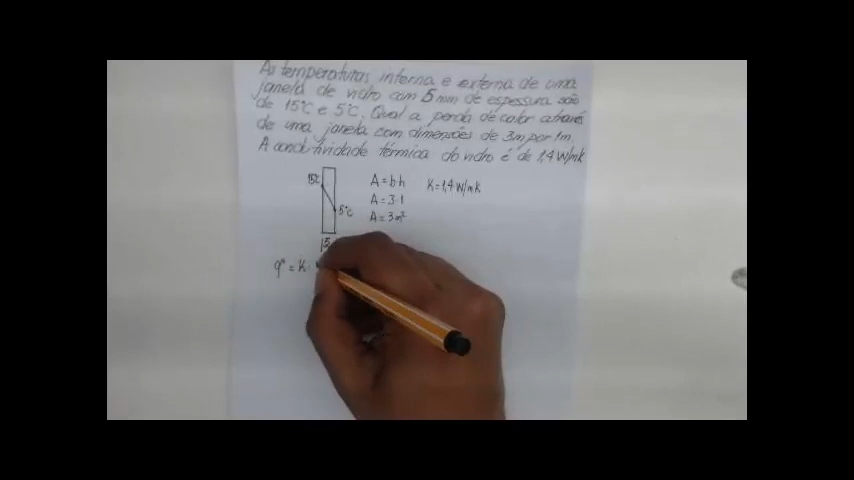 As temperaturas interna e externa de uma
janela de vidro com 5 mm de espessura são
de 15°C e 5°C. Qual a perda de calor através
de uma janela com dimensões de 3m por 1m.
A condutividade térmica do vidro é de 1,4 W/mK
15°C A = b·h K = 1,4 W/mK
A = 3·1
5°C A = 3m²
5
q" = K·